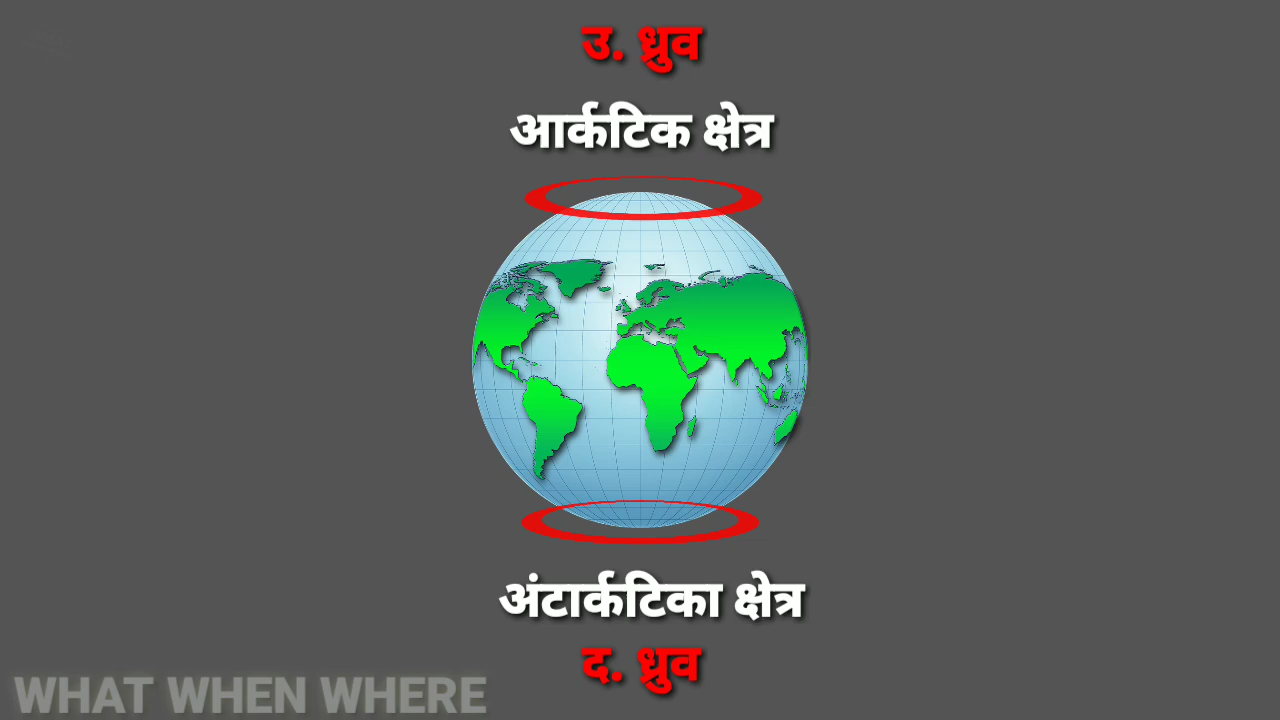 उ. ध्रुव
आर्कटिक क्षेत्र
अंटार्कटिका क्षेत्र
द. ध्रुव
WHAT WHEN WHERE